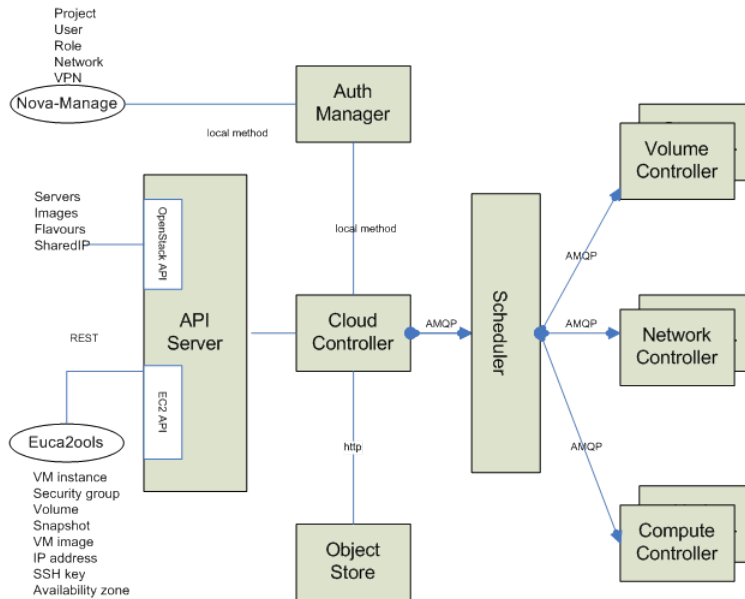 Project
User
Role
Network
VPN
Nova-Manage
Auth
Manager
local method
Volume
Controller
Servers
Images
Flavours
SharedIP
OpenStack API
local method
AMQP
REST
API
Server
Cloud
Controller
AMQP
Scheduler
AMQP
Network
Controller
EC2 API
Euca2ools
http
AMQP
VM instance
Security group
Volume
Snapshot
VM image
IP address
SSH key
Availability zone
Object
Store
Compute
Controller